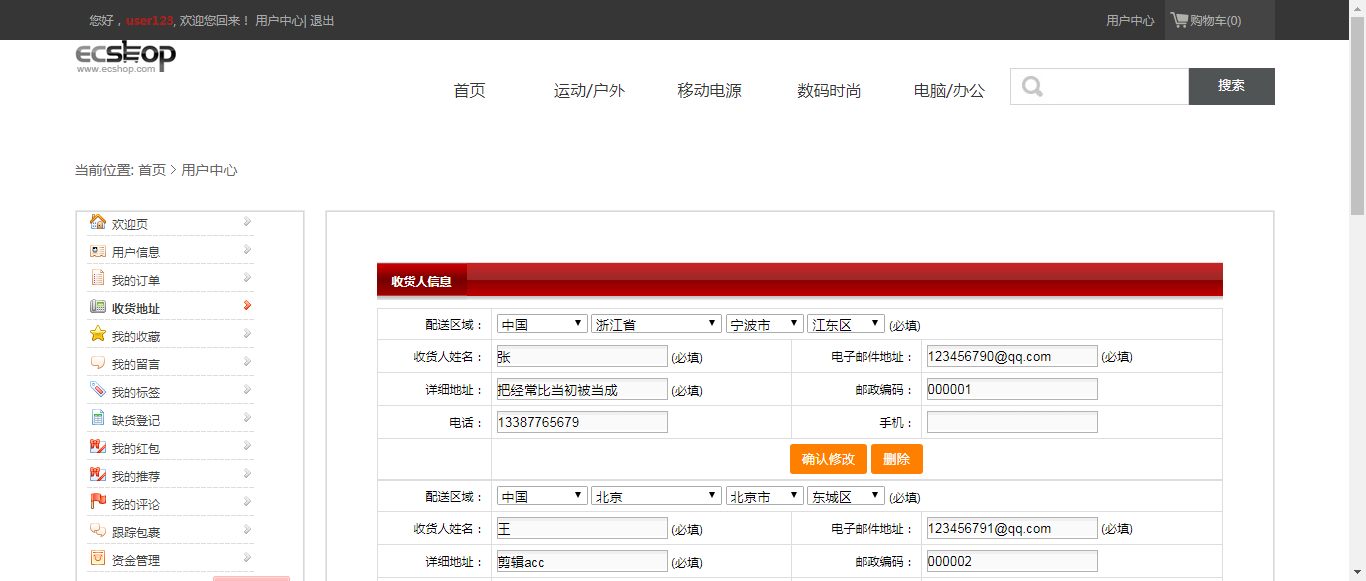 您好，user123, 欢迎您回来！ 用户中心| 退出
用户中心 购物车(0)
ECSHOP
www.ecshop.com
首页 运动/户外 移动电源 数码时尚 电脑/办公 搜索
当前位置: 首页 > 用户中心
欢迎页
用户信息
我的订单
收货地址
我的收藏
我的留言
我的标签
缺货登记
我的红包
我的推荐
我的评论
跟踪包裹
资金管理
收货人信息
配送区域： 中国 浙江省 宁波市 江东区 (必填)
收货人姓名： 张 (必填) 电子邮件地址： 123456790@qq.com (必填)
详细地址： 把经常比当初被当成 (必填) 邮政编码： 000001
电话： 13387765679 手机：
确认修改 删除
配送区域： 中国 北京 北京市 东城区 (必填)
收货人姓名： 王 (必填) 电子邮件地址： 123456791@qq.com (必填)
详细地址： 剪辑acc (必填) 邮政编码： 000002